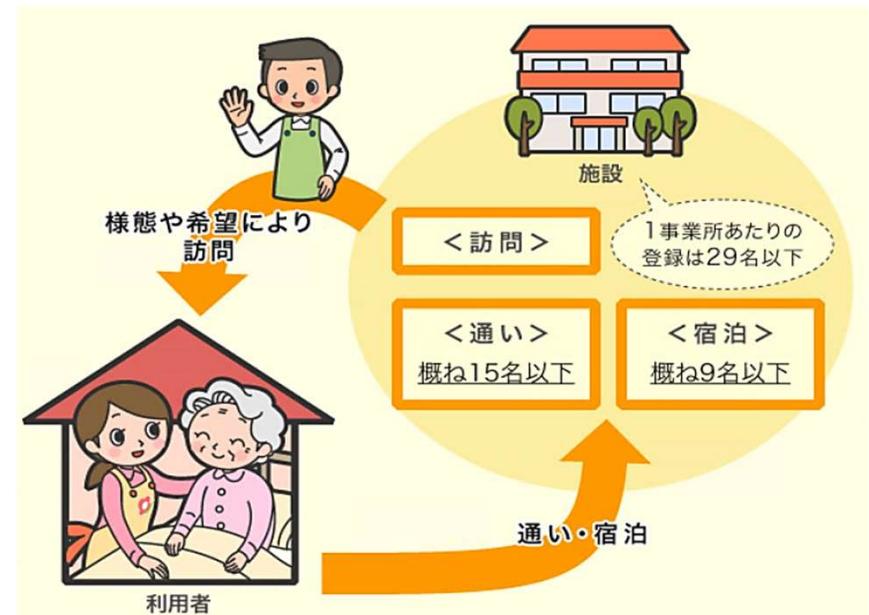 施設
1事業所あたりの
登録は29名以下
様態や希望により
訪問
＜訪問＞
＜通い＞
概ね15名以下
＜宿泊＞
概ね9名以下
通い・宿泊
利用者